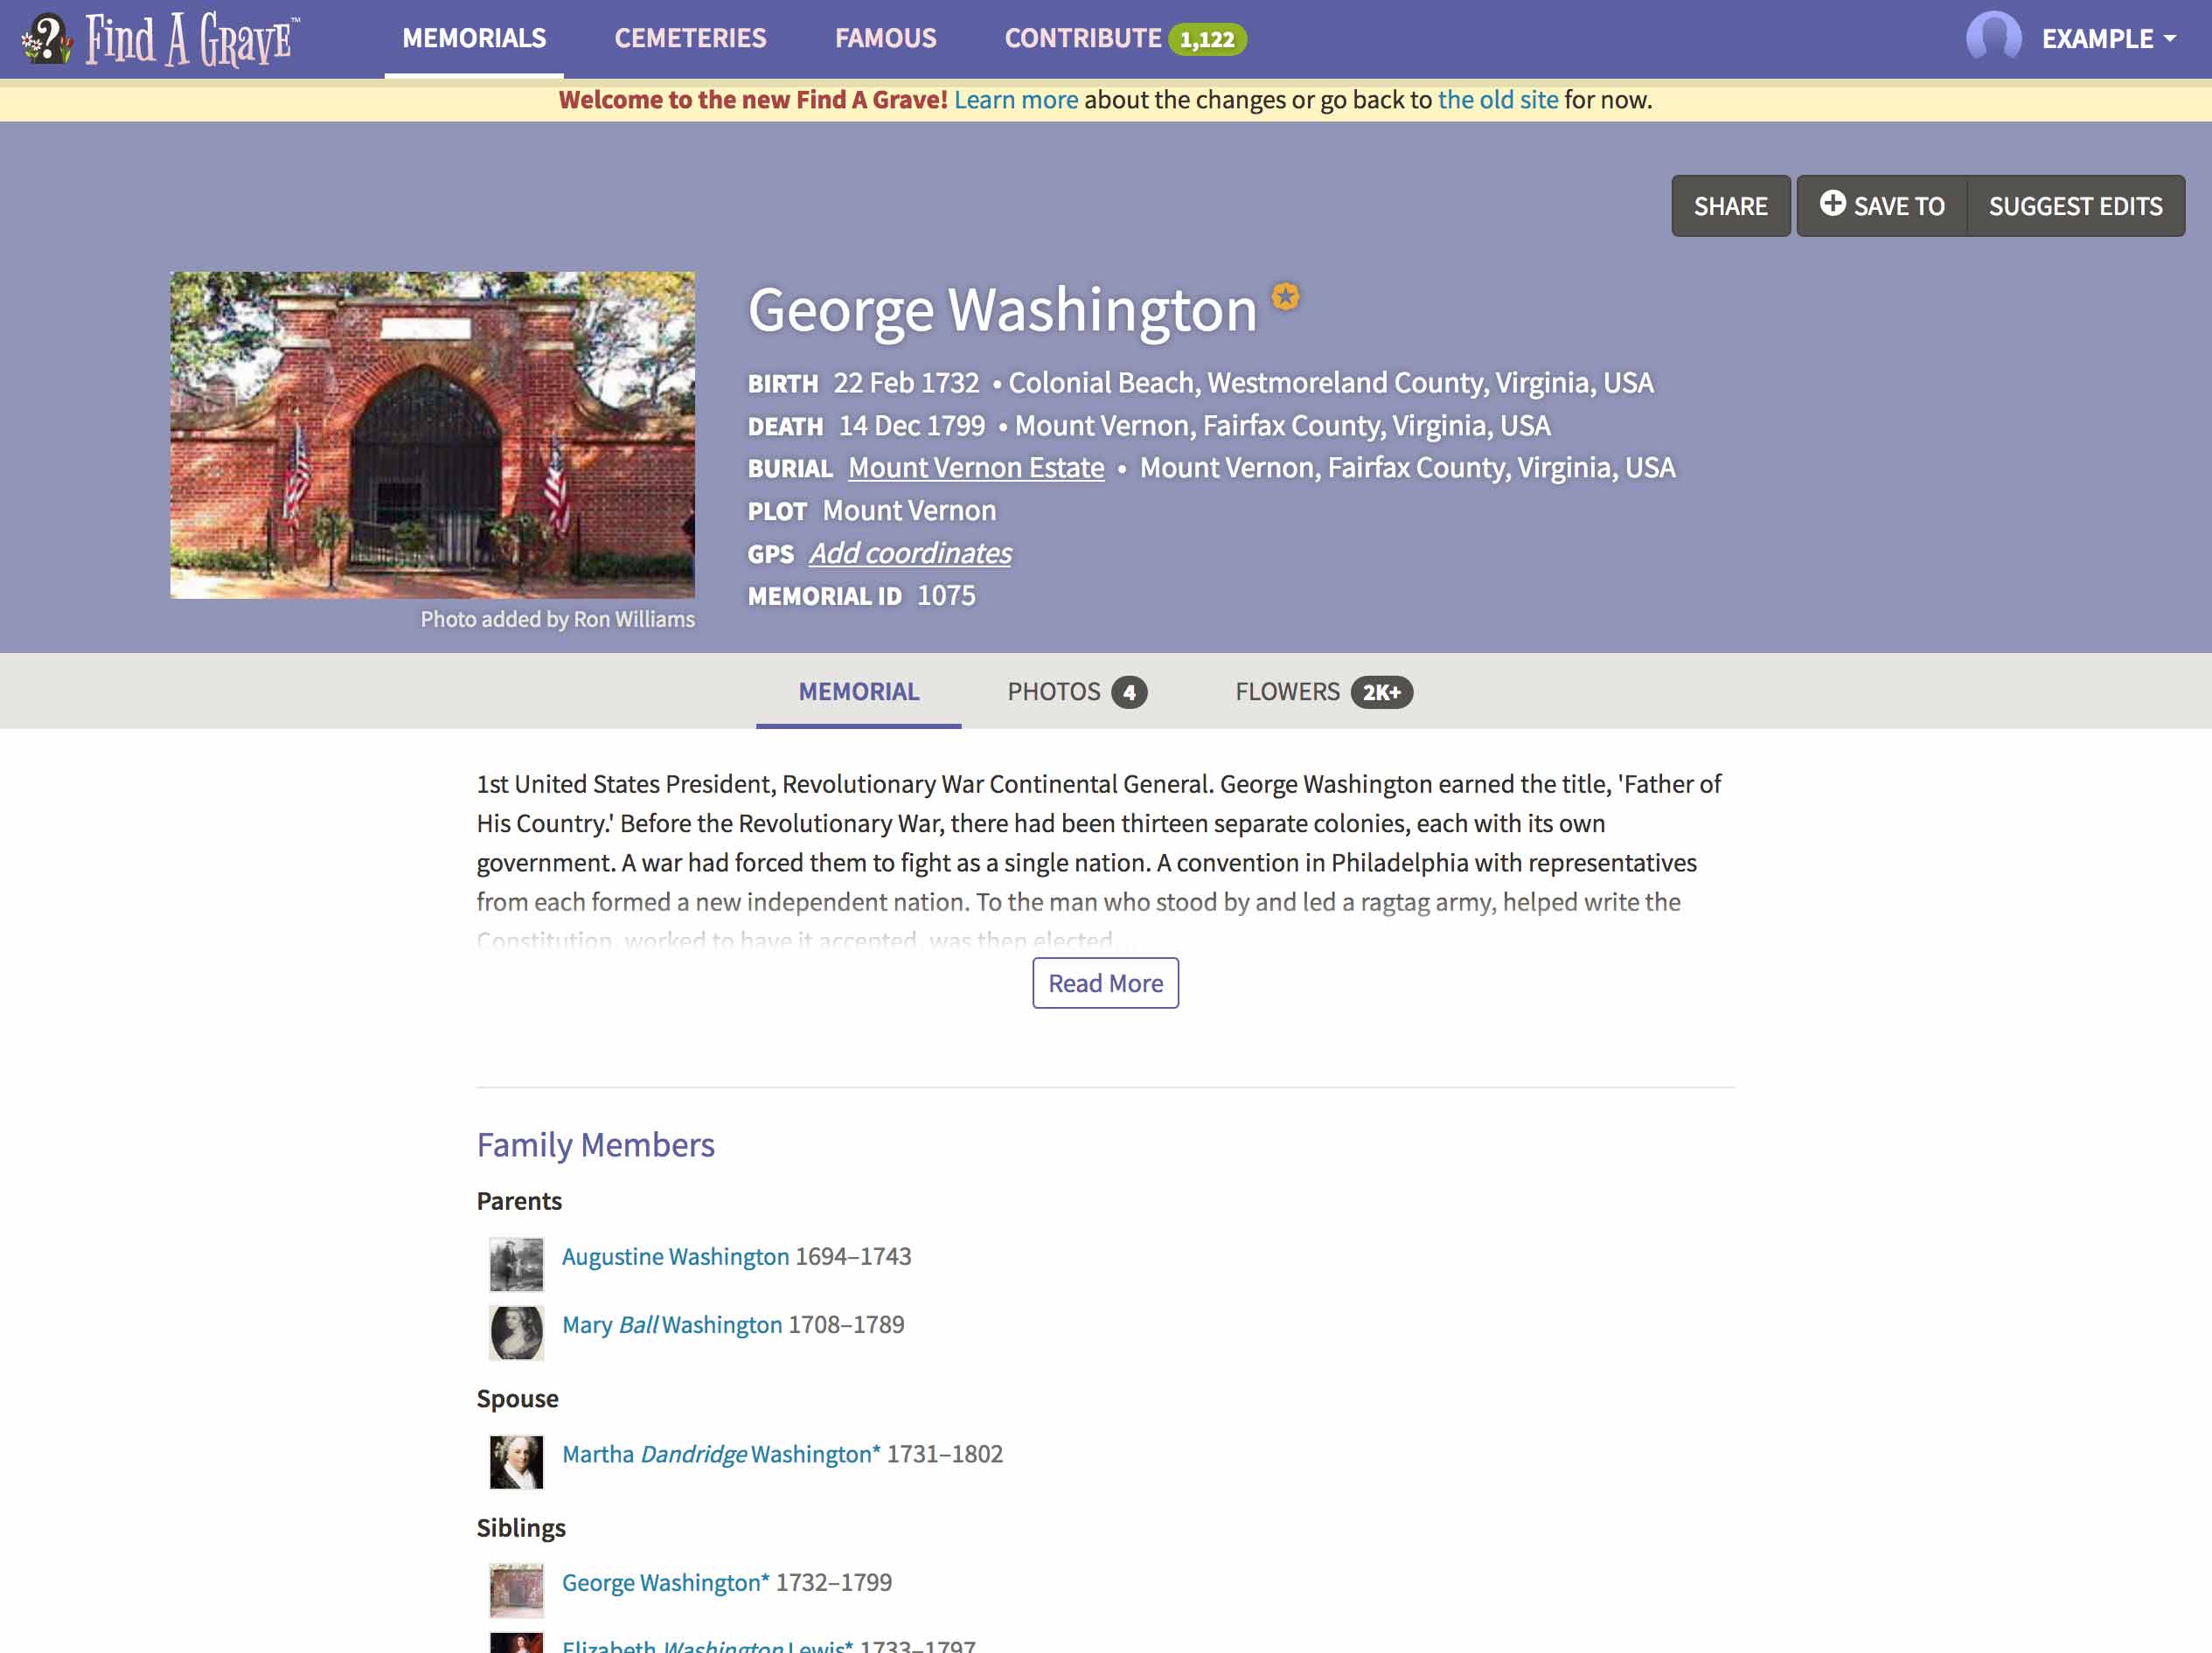 Find A Grave™
MEMORIALS CEMETERIES FAMOUS CONTRIBUTE 1,122 EXAMPLE
Welcome to the new Find A Grave! Learn more about the changes or go back to the old site for now.
SHARE SAVE TO SUGGEST EDITS
George Washington
BIRTH 22 Feb 1732 • Colonial Beach, Westmoreland County, Virginia, USA
DEATH 14 Dec 1799 • Mount Vernon, Fairfax County, Virginia, USA
BURIAL Mount Vernon Estate • Mount Vernon, Fairfax County, Virginia, USA
PLOT Mount Vernon
GPS Add coordinates
MEMORIAL ID 1075
Photo added by Ron Williams
MEMORIAL PHOTOS 4 FLOWERS 2K+
1st United States President, Revolutionary War Continental General. George Washington earned the title, 'Father of
His Country.' Before the Revolutionary War, there had been thirteen separate colonies, each with its own
government. A war had forced them to fight as a single nation. A convention in Philadelphia with representatives
from each formed a new independent nation. To the man who stood by and led a ragtag army, helped write the
Constitution, worked to have it accepted, was then elected...
Read More
Family Members
Parents
Augustine Washington 1694–1743
Mary Ball Washington 1708–1789
Spouse
Martha Dandridge Washington* 1731–1802
Siblings
George Washington* 1732–1799
Elizabeth Washington Lewis* 1733–1797